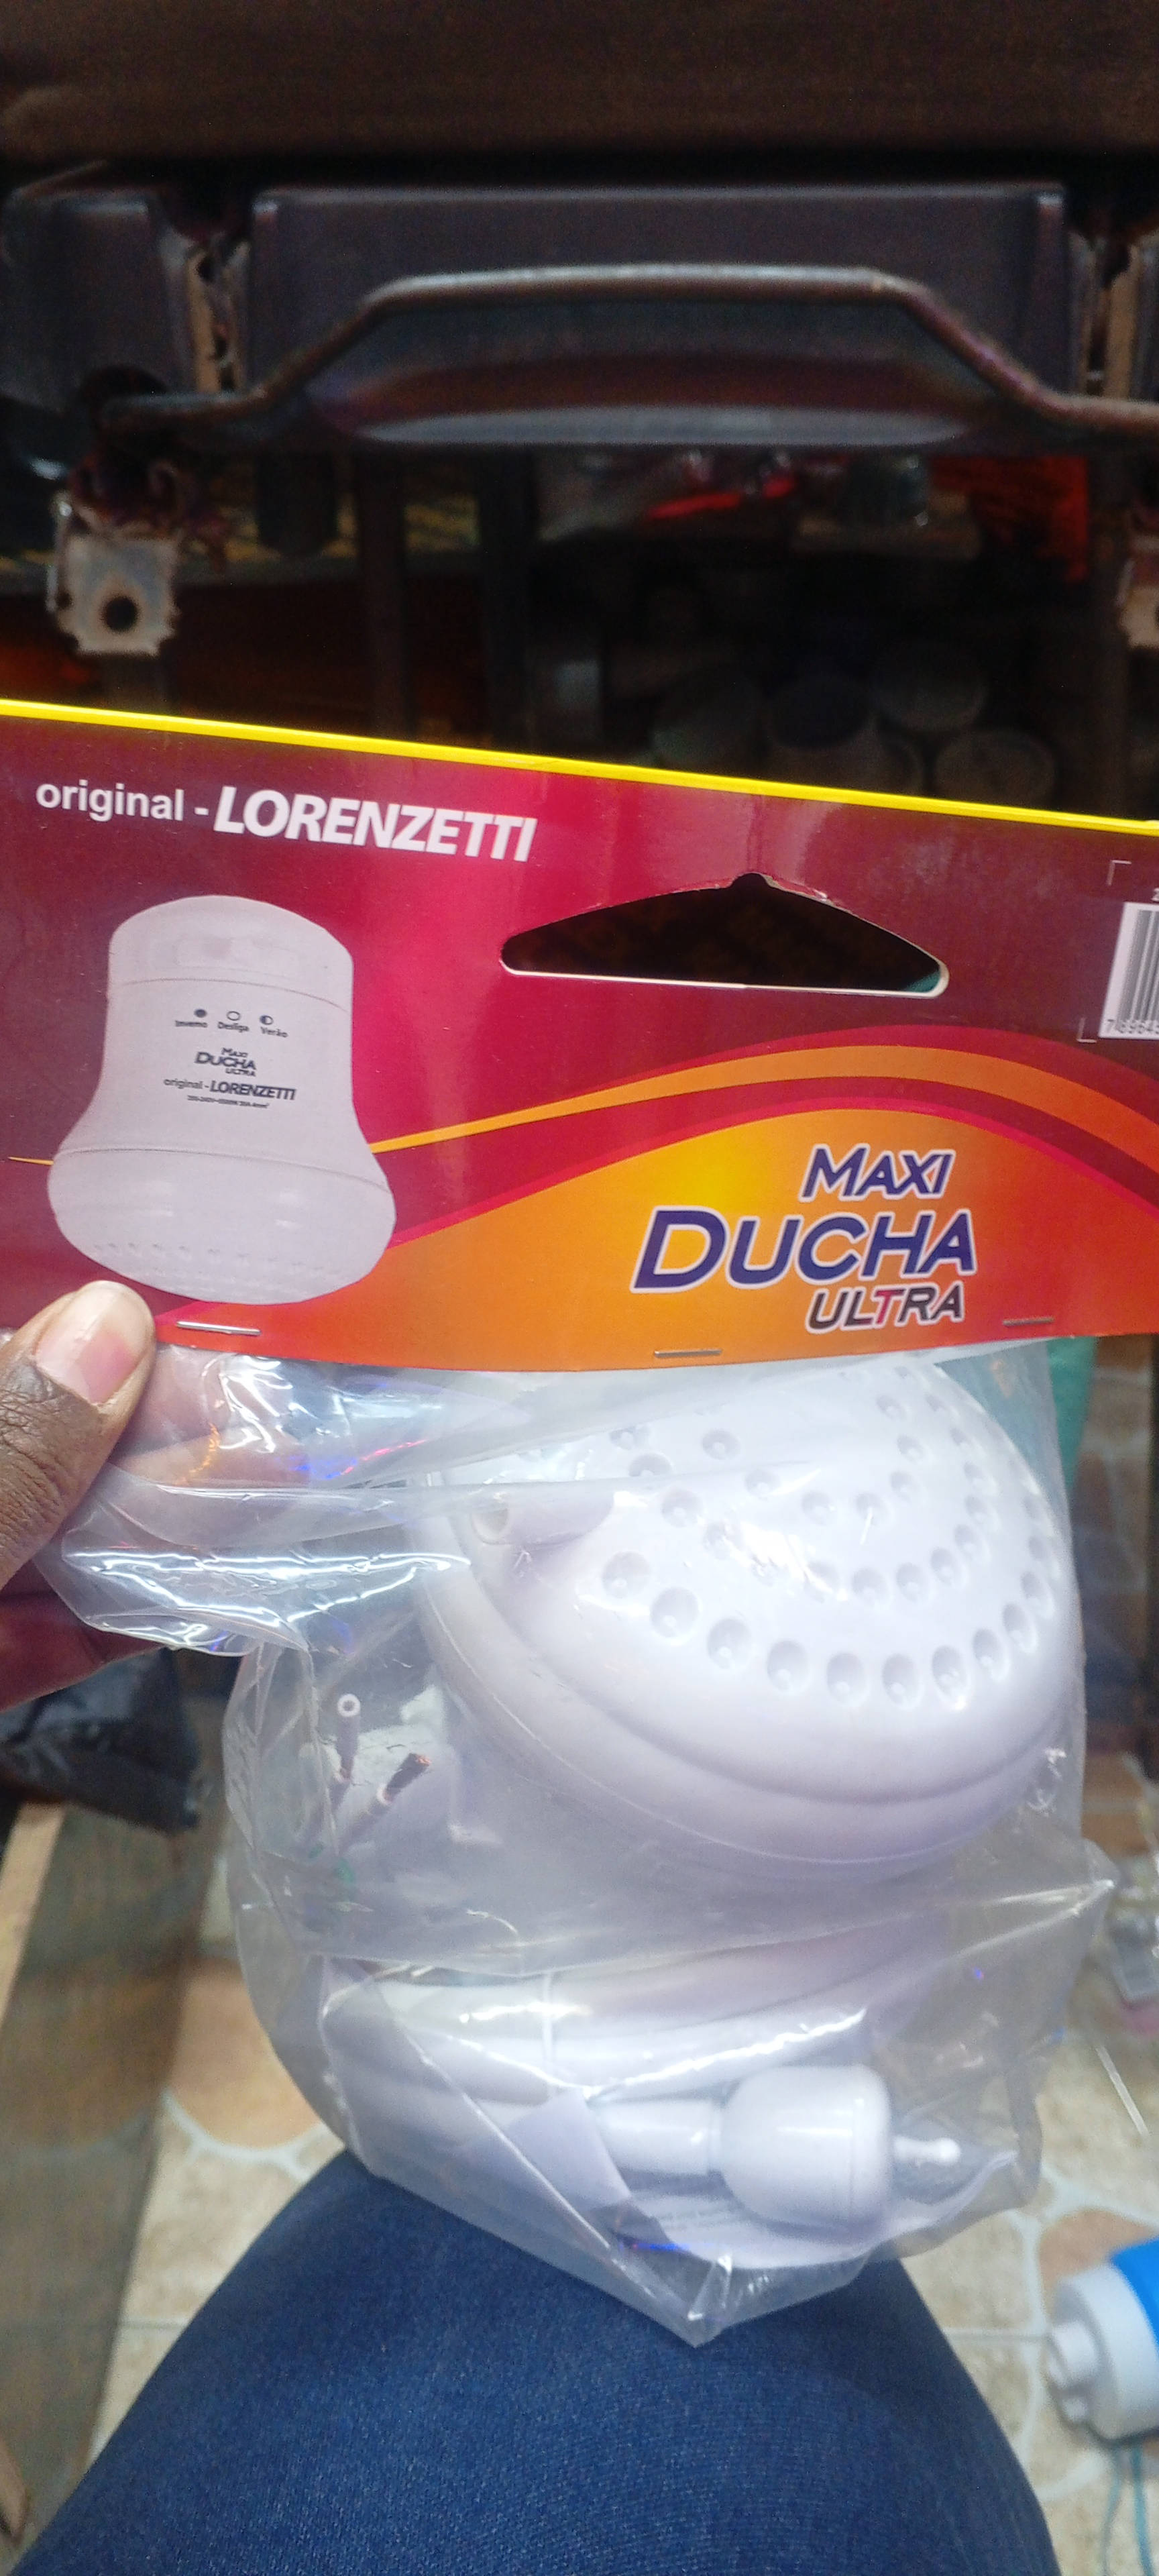 original - LORENZETTI
Inverno Desliga Verão
MAXI
DUCHA
ULTRA
original - LORENZETTI
MAXI
DUCHA
ULTRA